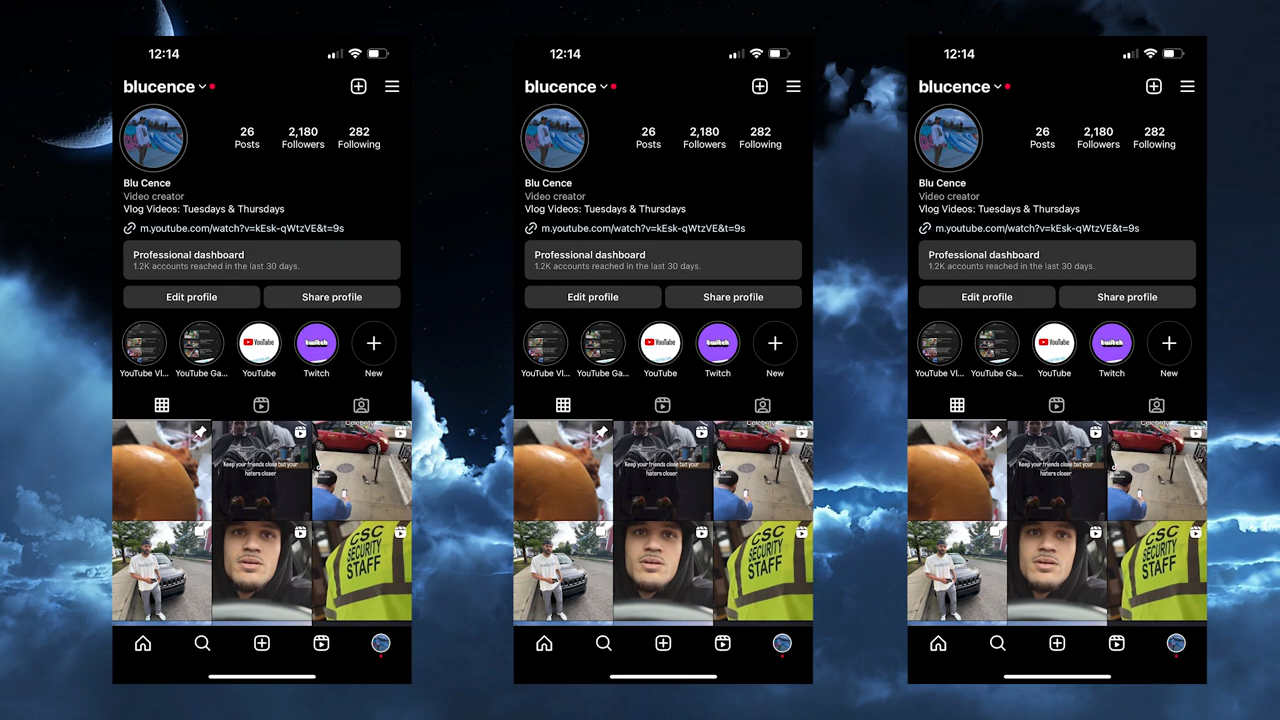 12:14
blucence
26
2,180
282
Posts
Followers
Following
Blu Cence
Video creator
Vlog Videos: Tuesdays & Thursdays
m.youtube.com/watch?v=kEsk-qWtzVE&t=9s
Professional dashboard
1.2K accounts reached in the last 30 days.
Edit profile
Share profile
YouTube
twitch
YouTube Vl...
YouTube Ga...
YouTube
Twitch
New
Celebrity
Keep your friends close but your
haters closer
CSC
SECURITY
STAFF
12:14
blucence
26
2,180
282
Posts
Followers
Following
Blu Cence
Video creator
Vlog Videos: Tuesdays & Thursdays
m.youtube.com/watch?v=kEsk-qWtzVE&t=9s
Professional dashboard
1.2K accounts reached in the last 30 days.
Edit profile
Share profile
YouTube
twitch
YouTube Vl...
YouTube Ga...
YouTube
Twitch
New
Celebrity
Keep your friends close but your
haters closer
CSC
SECURITY
STAFF
12:14
blucence
26
2,180
282
Posts
Followers
Following
Blu Cence
Video creator
Vlog Videos: Tuesdays & Thursdays
m.youtube.com/watch?v=kEsk-qWtzVE&t=9s
Professional dashboard
1.2K accounts reached in the last 30 days.
Edit profile
Share profile
YouTube
twitch
YouTube Vl...
YouTube Ga...
YouTube
Twitch
New
Celebrity
Keep your friends close but your
haters closer
CSC
SECURITY
STAFF